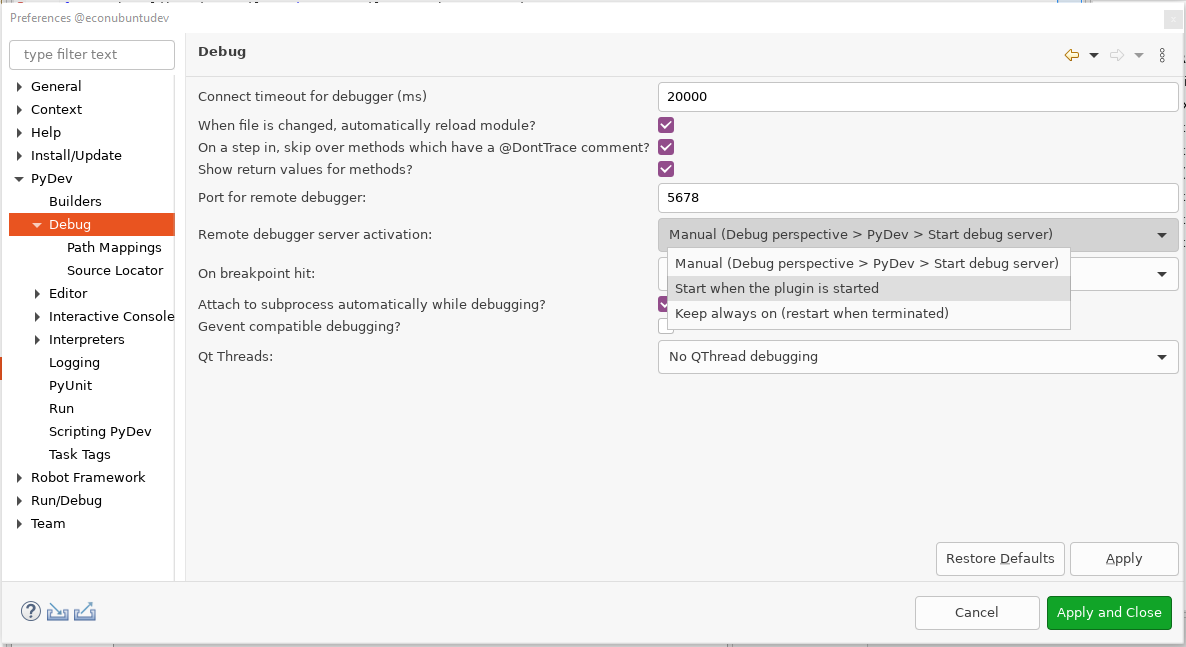 Preferences @econubuntudev
type filter text
General
Context
Help
Install/Update
PyDev
Builders
Debug
Path Mappings
Source Locator
Editor
Interactive Console
Interpreters
Logging
PyUnit
Run
Scripting PyDev
Task Tags
Robot Framework
Run/Debug
Team
Debug
Connect timeout for debugger (ms)
20000
When file is changed, automatically reload module?
On a step in, skip over methods which have a @DontTrace comment?
Show return values for methods?
Port for remote debugger:
5678
Remote debugger server activation:
Manual (Debug perspective > PyDev > Start debug server)
Manual (Debug perspective > PyDev > Start debug server)
Start when the plugin is started
Keep always on (restart when terminated)
On breakpoint hit:
Attach to subprocess automatically while debugging?
Gevent compatible debugging?
Qt Threads:
No QThread debugging
Restore Defaults
Apply
Cancel
Apply and Close